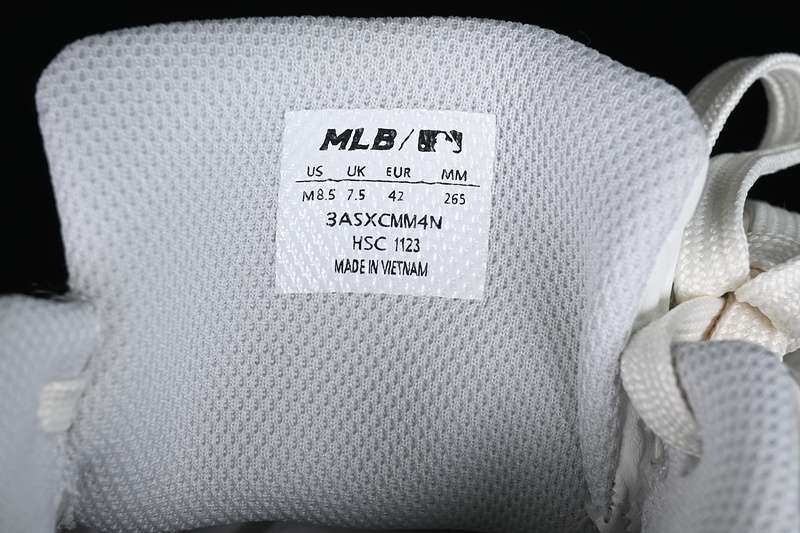 MLB/
US UK EUR MM
M8.5 7.5 42 265
3ASXCMM4N
HSC 1123
MADE IN VIETNAM